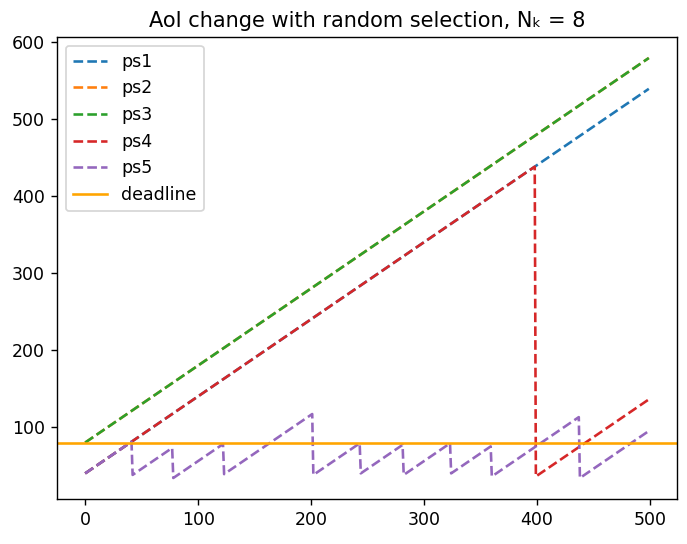 AoI change with random selection, Nₖ = 8
600
500
400
300
200
100
ps1
ps2
ps3
ps4
ps5
deadline
0 100 200 300 400 500